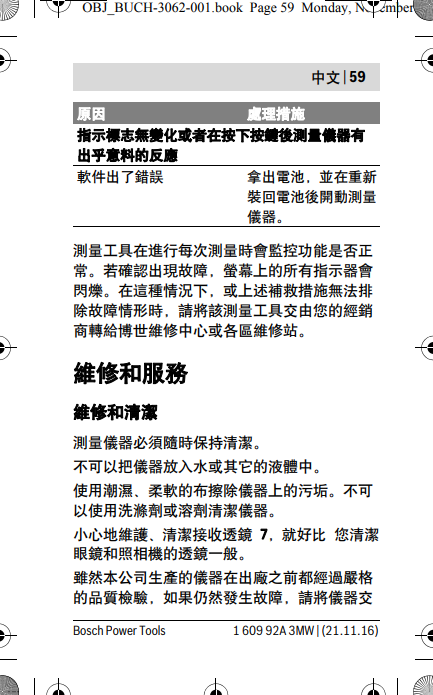 OBJ_BUCH-3062-001.book Page 59 Monday,
中文 | 59
原因 處理措施
指示標志無變化或者在按下按鍵後測量儀器有
出乎意料的反應
軟件出了錯誤 拿出電池，並在重新
裝回電池後開動測量
儀器。
測量工具在進行每次測量時會監控功能是否正
常。若確認出現故障，螢幕上的所有指示器會
閃爍。在這種情況下，或上述補救措施無法排
除故障情形時，請將該測量工具交由您的經銷
商轉給博世維修中心或各區維修站。
維修和服務
維修和清潔
測量儀器必須隨時保持清潔。
不可以把儀器放入水或其它的液體中。
使用潮濕、柔軟的布擦除儀器上的污垢。不可
以使用洗滌劑或溶劑清潔儀器。
小心地維護、清潔接收透鏡 7，就好比 您清潔
眼鏡和照相機的透鏡一般。
雖然本公司生產的儀器在出廠之前都經過嚴格
的品質檢驗，如果仍然發生故障，請將儀器交
Bosch Power Tools 1 609 92A 3MW | (21.11.16)